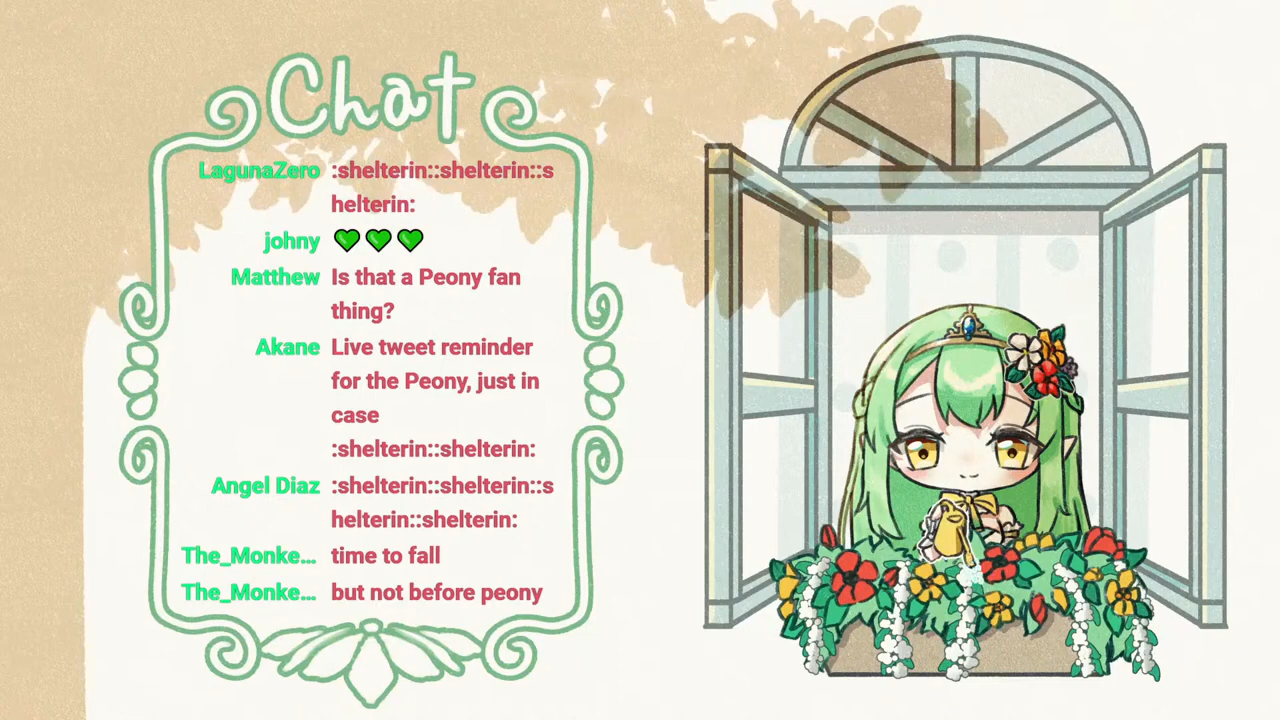 Chat
LagunaZero :shelterin::shelterin::s
helterin:
johny 💚💚💚
Matthew Is that a Peony fan
thing?
Akane Live tweet reminder
for the Peony, just in
case
:shelterin::shelterin:
Angel Diaz :shelterin::shelterin::s
helterin::shelterin:
The_Monke... time to fall
The_Monke... but not before peony